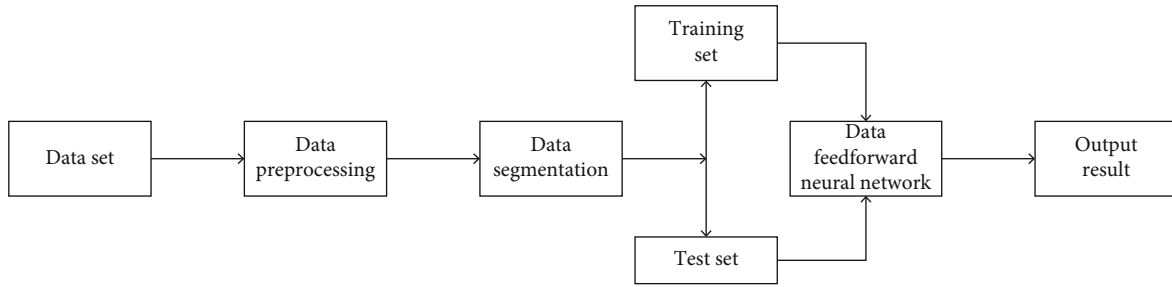 Data set
Data
preprocessing
Data
segmentation
Training
set
Test set
Data
feedforward
neural network
Output
result